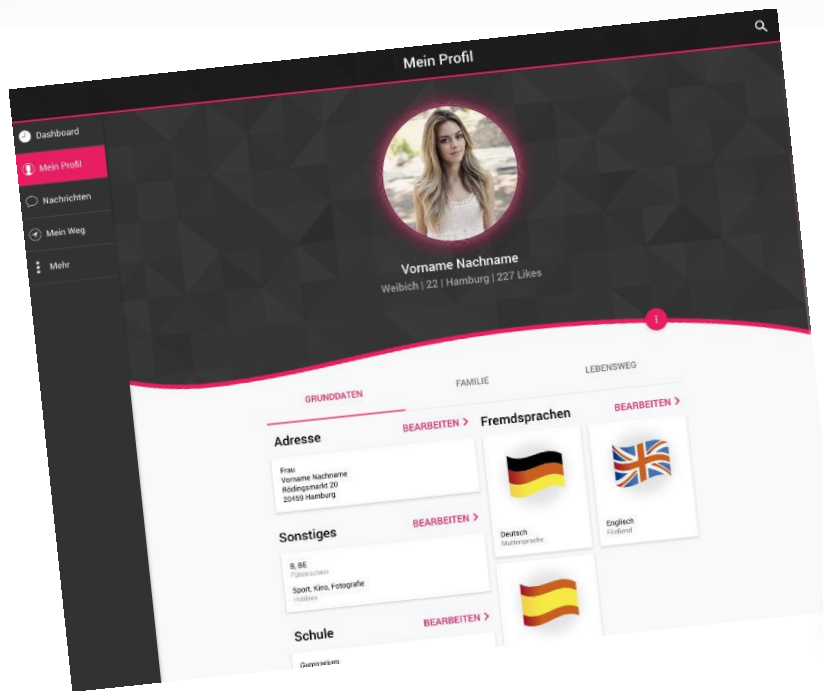 Mein Profil
Dashboard
Mein Profil
Nachrichten
Mein Weg
Mehr
Vorname Nachname
Weibich | 22 | Hamburg | 227 Likes
GRUNDDATEN
FAMILIE
LEBENSWEG
Adresse
BEARBEITEN
Frau
Vorname Nachname
Rödingsmarkt 20
20459 Hamburg
Sonstiges
BEARBEITEN
B, BE
Führerschein
Sport, Kino, Fotografie
Hobbies
Schule
BEARBEITEN
Gymnasium
Fremdsprachen
BEARBEITEN
Deutsch
Muttersprache
Englisch
Fließend